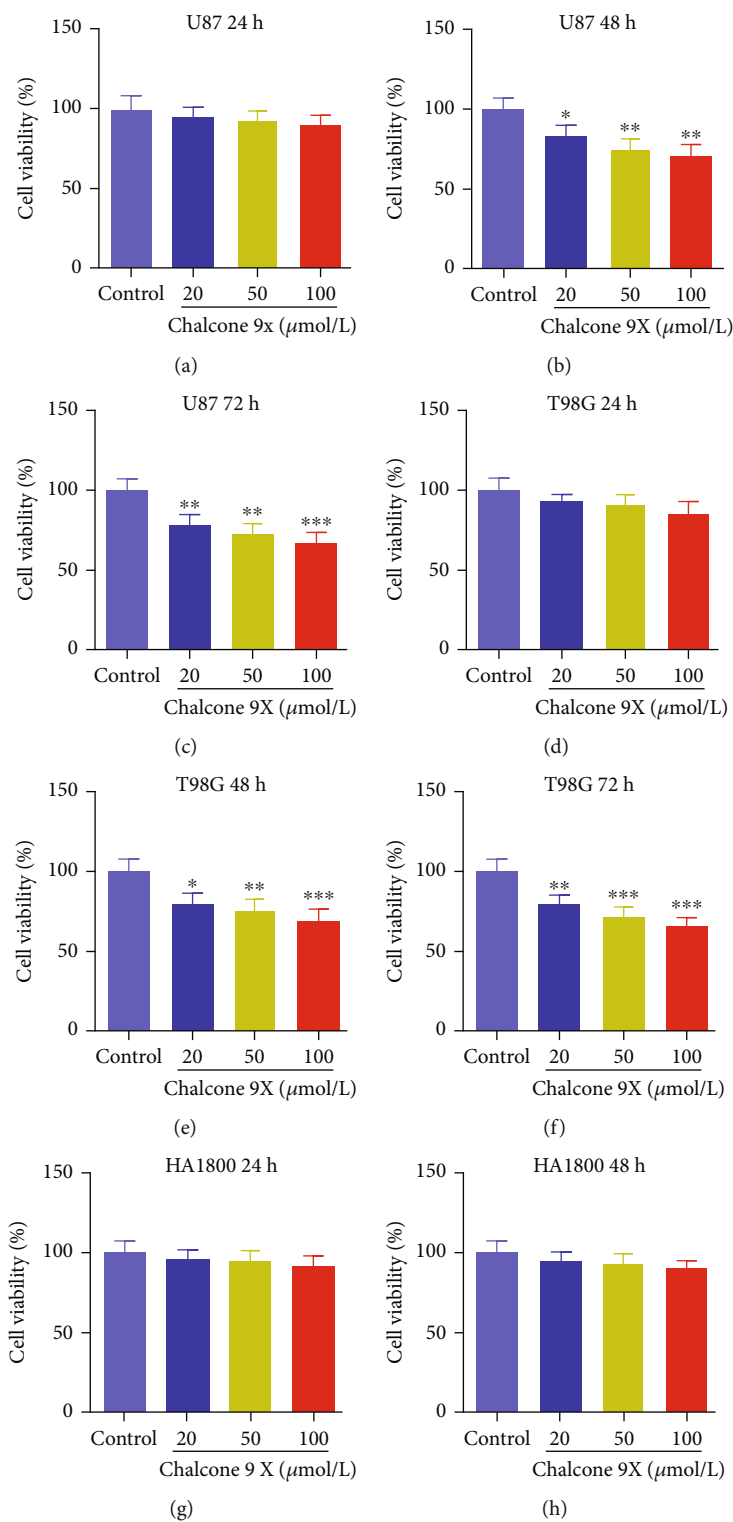 U87 24 h
150
100
50
0
Cell viability (%)
Control
20
50
100
Chalcone 9x (μmol/L)
(a)
U87 48 h
150
100
50
0
Cell viability (%)
*
**
**
Control
20
50
100
Chalcone 9X (μmol/L)
(b)
U87 72 h
150
100
50
0
Cell viability (%)
**
**
***
Control
20
50
100
Chalcone 9X (μmol/L)
(c)
T98G 24 h
150
100
50
0
Cell viability (%)
Control
20
50
100
Chalcone 9X (μmol/L)
(d)
T98G 48 h
150
100
50
0
Cell viability (%)
*
**
***
Control
20
50
100
Chalcone 9X (μmol/L)
(e)
T98G 72 h
150
100
50
0
Cell viability (%)
**
***
***
Control
20
50
100
Chalcone 9X (μmol/L)
(f)
HA1800 24 h
150
100
50
0
Cell viability (%)
Control
20
50
100
Chalcone 9 X (μmol/L)
(g)
HA1800 48 h
150
100
50
0
Cell viability (%)
Control
20
50
100
Chalcone 9X (μmol/L)
(h)